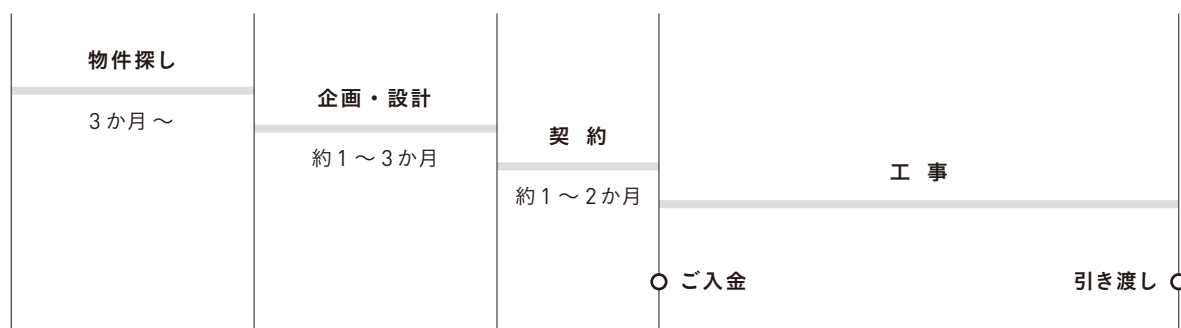 物件探し
3か月～
企画・設計
約1～3か月
契 約
約1～2か月
工 事
ご入金
引き渡し